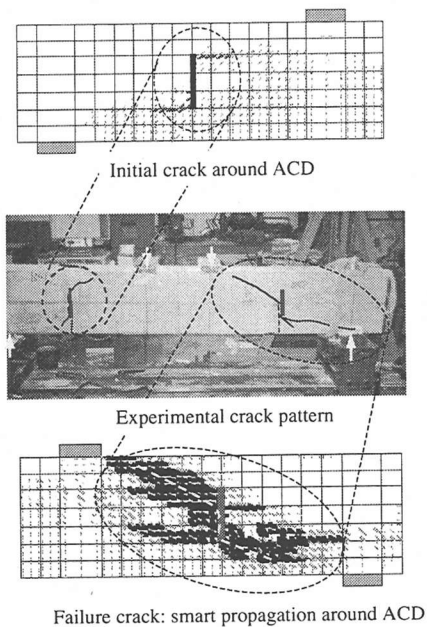 Initial crack around ACD
Experimental crack pattern
Failure crack: smart propagation around ACD